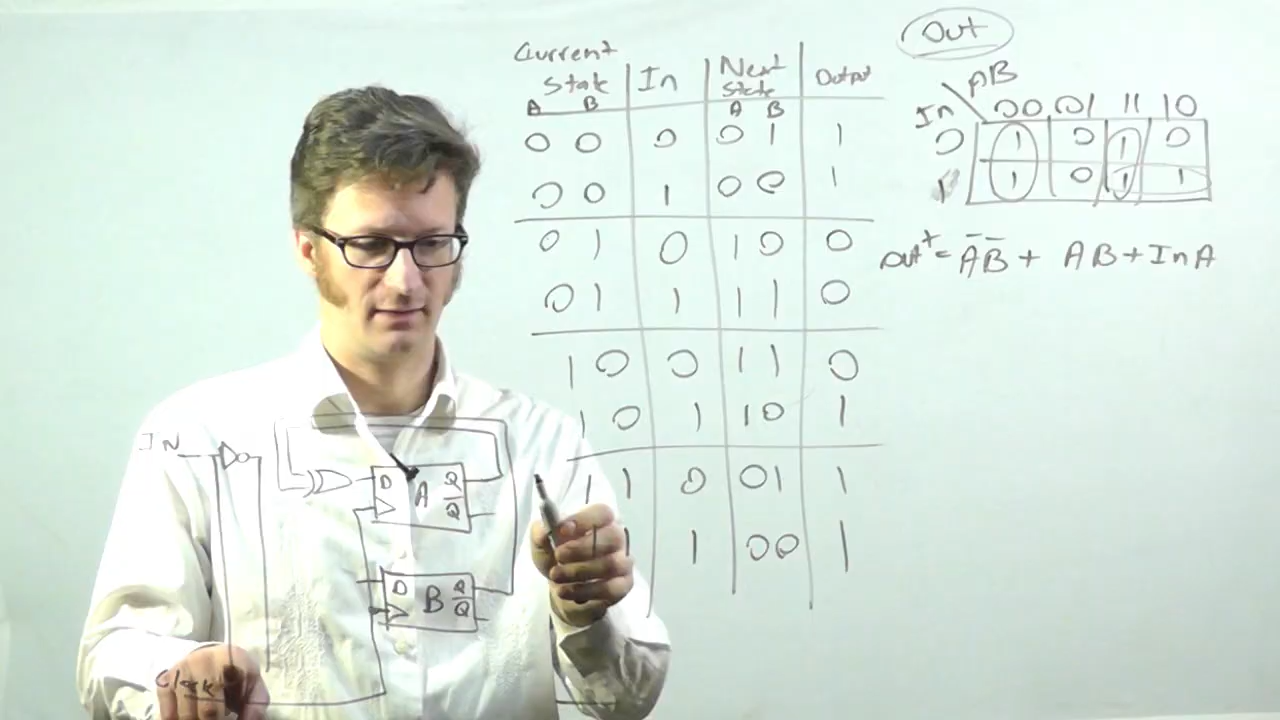 Current State | In | Next State | Output
A B | | A B |
0 0 | 0 | 0 1 | 1
0 0 | 1 | 0 0 | 1
0 1 | 0 | 1 0 | 0
0 1 | 1 | 1 1 | 0
1 0 | 0 | 1 1 | 0
1 0 | 1 | 1 0 | 1
1 1 | 0 | 0 1 | 1
1 1 | 1 | 0 0 | 1
Out
AB
In 00 01 11 10
0 1 0 1 0
1 1 0 1 1
Out⁺= A̅B̅ + AB + In A
IN
D A Q
Q̅
D B Q
Q̅
Clock